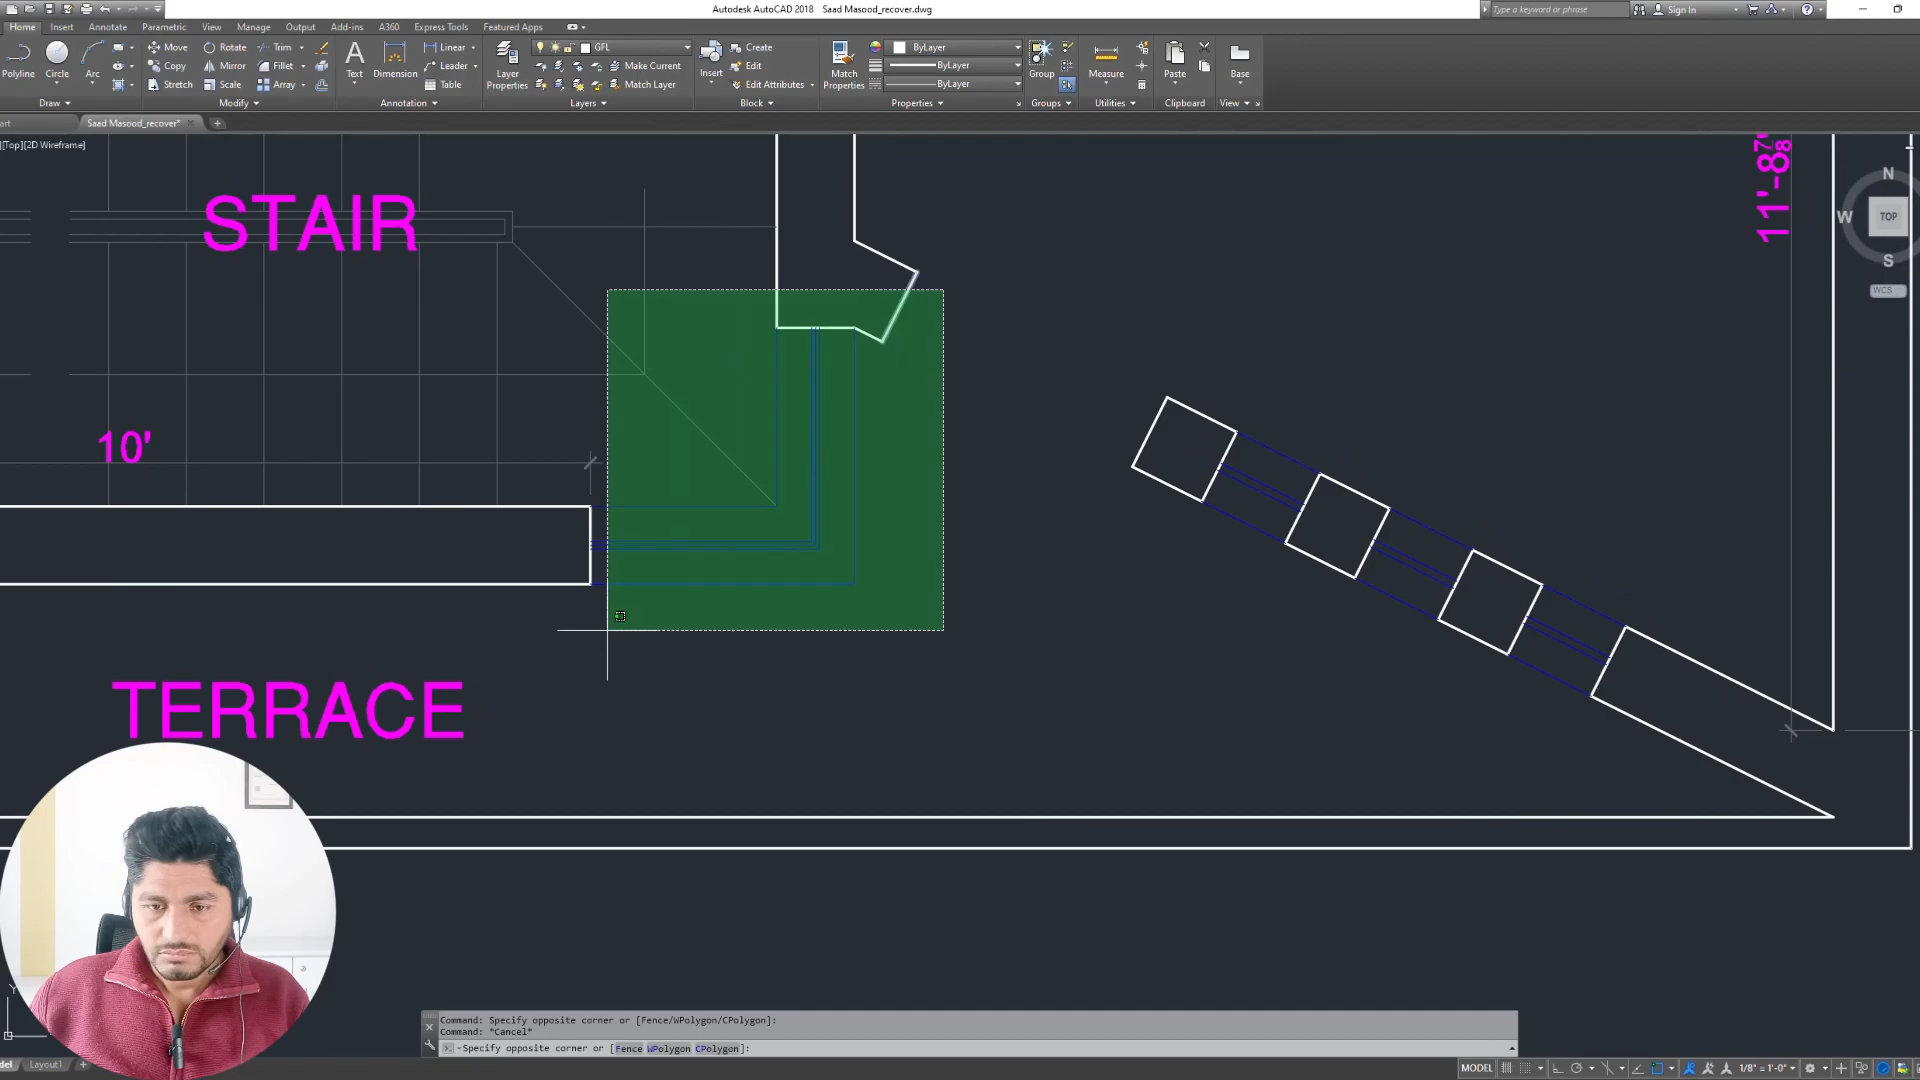 Autodesk AutoCAD 2018 Saad Masood_recover.dwg
Type a keyword or phrase
Sign In
Home Insert Annotate Parametric View Manage Output Add-ins A360 Express Tools Featured Apps
Polyline
Circle
Arc
Move Rotate Trim
Copy Mirror Fillet
Stretch Scale Array
Text
Dimension
Linear
Leader
Table
Layer
Properties
GFL
Make Current
Match Layer
Insert
Create
Edit
Edit Attributes
Match
Properties
ByLayer
ByLayer
ByLayer
Group
Measure
Paste
Base
Draw Modify Annotation Layers Block Properties Groups Utilities Clipboard View
art
Saad Masood_recover*
][Top][2D Wireframe]
STAIR
10'
TERRACE
11'-8 7/8
N
W TOP
S
WCS
Y
Command: Specify opposite corner or [Fence/WPolygon/CPolygon]:
Command: *Cancel*
Specify opposite corner or [Fence WPolygon CPolygon]:
odel Layout1
MODEL
1/8" = 1'-0"